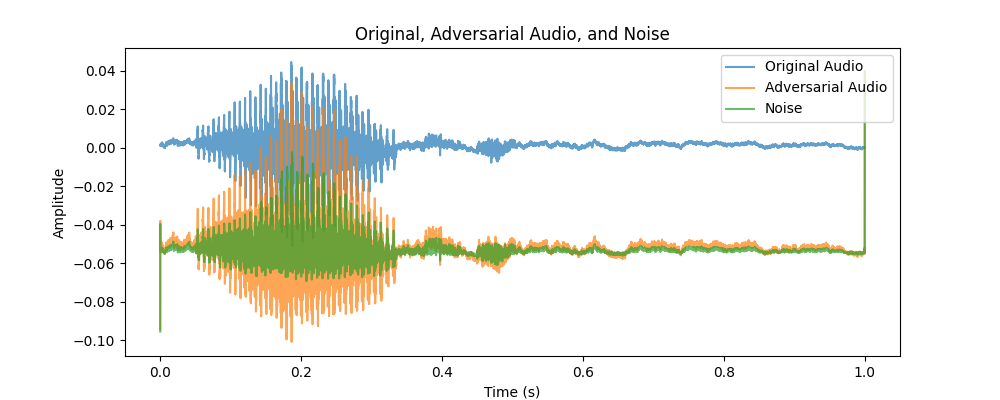 Original, Adversarial Audio, and Noise
Original Audio
Adversarial Audio
Noise
Amplitude
0.04
0.02
0.00
−0.02
−0.04
−0.06
−0.08
−0.10
0.0 0.2 0.4 0.6 0.8 1.0
Time (s)